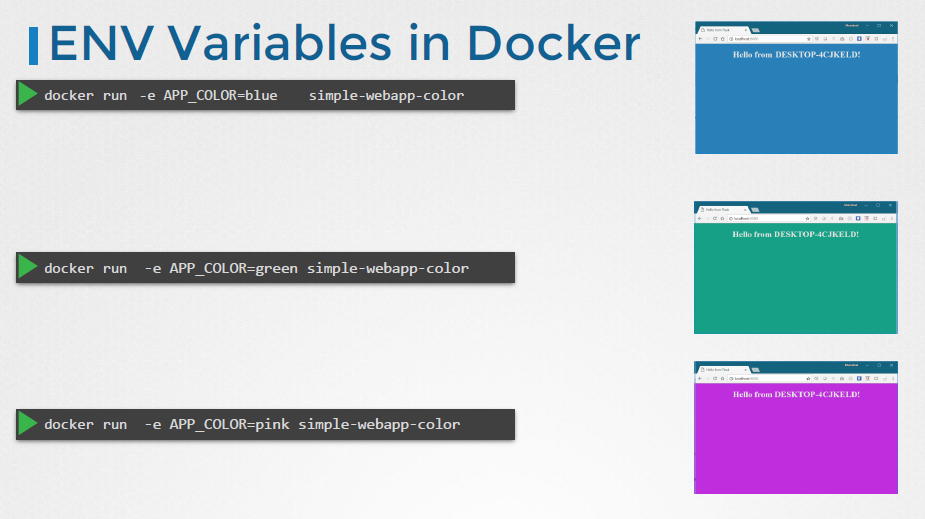 ENV Variables in Docker
docker run -e APP_COLOR=blue simple-webapp-color
Hello from DESKTOP-4CJKELD!
docker run -e APP_COLOR=green simple-webapp-color
Hello from DESKTOP-4CJKELD!
docker run -e APP_COLOR=pink simple-webapp-color
Hello from DESKTOP-4CJKELD!